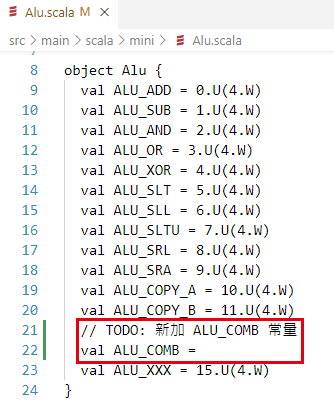 Alu.scala M ×
src > main > scala > mini > Alu.scala > ...
8 object Alu {
9 val ALU_ADD = 0.U(4.W)
10 val ALU_SUB = 1.U(4.W)
11 val ALU_AND = 2.U(4.W)
12 val ALU_OR = 3.U(4.W)
13 val ALU_XOR = 4.U(4.W)
14 val ALU_SLT = 5.U(4.W)
15 val ALU_SLL = 6.U(4.W)
16 val ALU_SLTU = 7.U(4.W)
17 val ALU_SRL = 8.U(4.W)
18 val ALU_SRA = 9.U(4.W)
19 val ALU_COPY_A = 10.U(4.W)
20 val ALU_COPY_B = 11.U(4.W)
21 // TODO: 新加 ALU_COMB 常量
22 val ALU_COMB =
23 val ALU_XXX = 15.U(4.W)
24 }